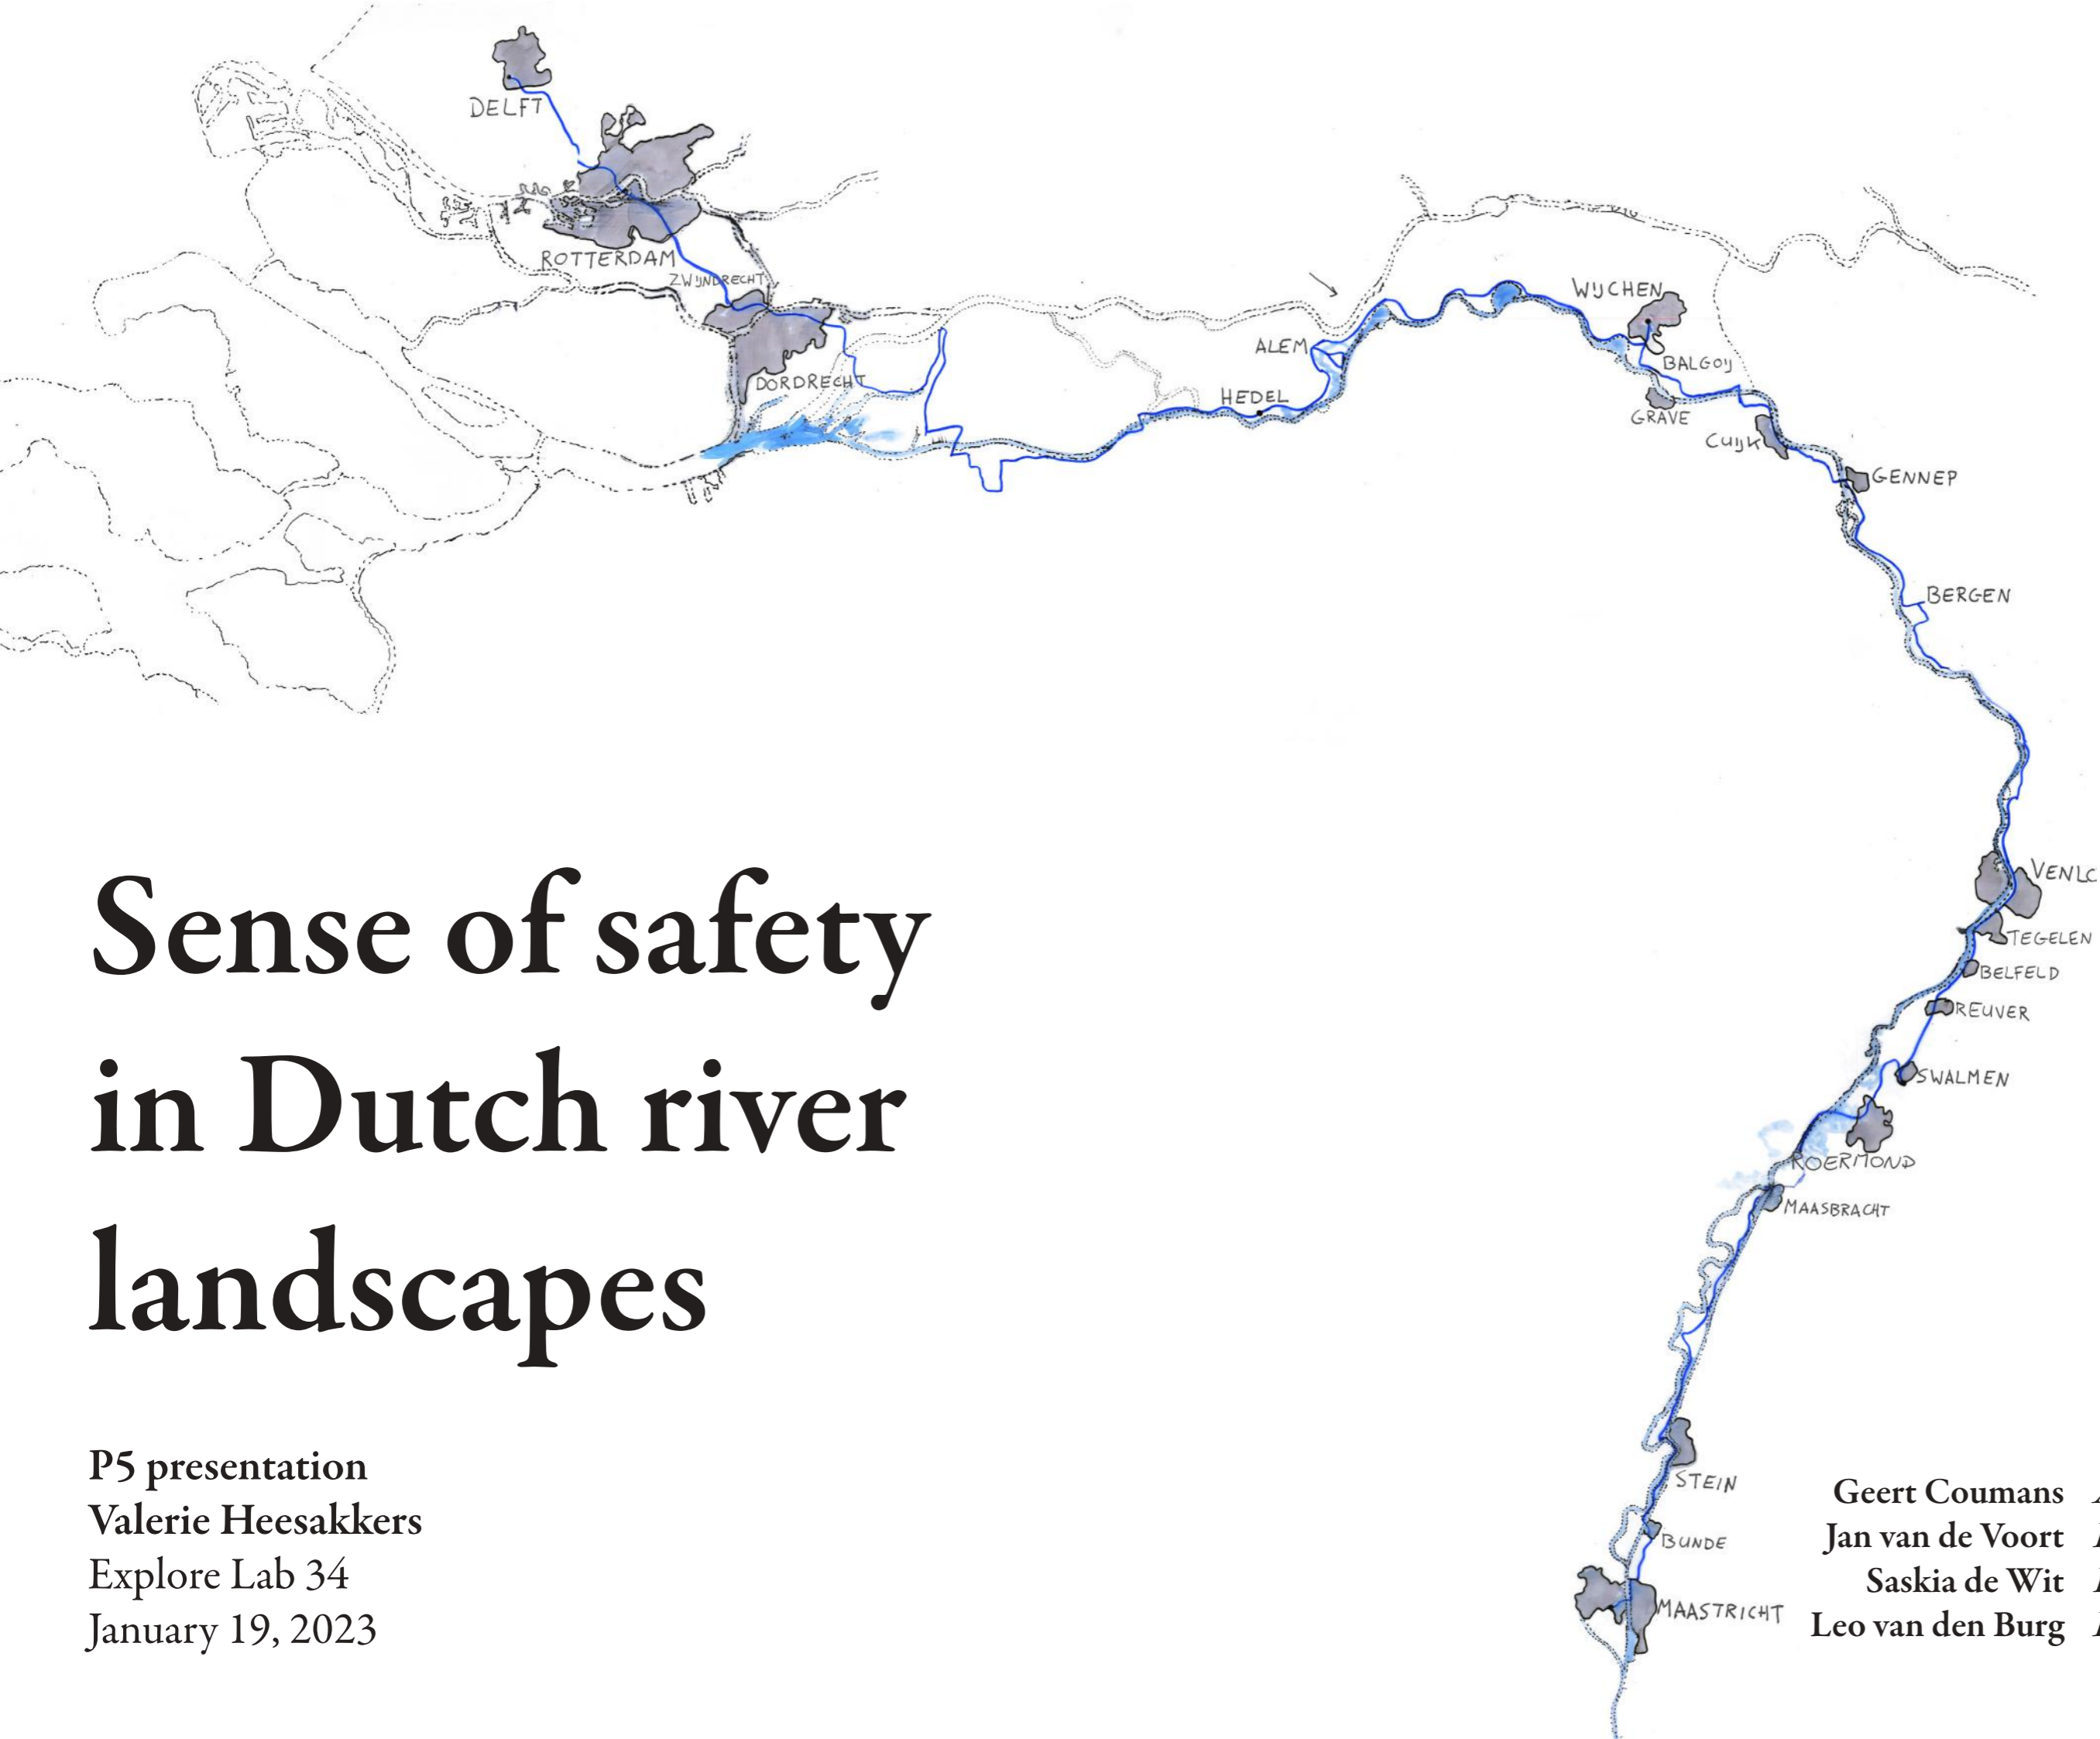 DELFT
ROTTERDAM
ZWIJNDRECHT
DORDRECHT
WIJCHEN
ALEM
BALGOIJ
HEDEL
GRAVE
CUIJK
GENNEP
BERGEN
VENLC
TEGELEN
BELFELD
REUVER
SWALMEN
ROERMOND
MAASBRACHT
STEIN
BUNDE
MAASTRICHT
Sense of safety
in Dutch river
landscapes
P5 presentation
Valerie Heesakkers
Explore Lab 34
January 19, 2023
Geert Coumans
Jan van de Voort
Saskia de Wit
Leo van den Burg